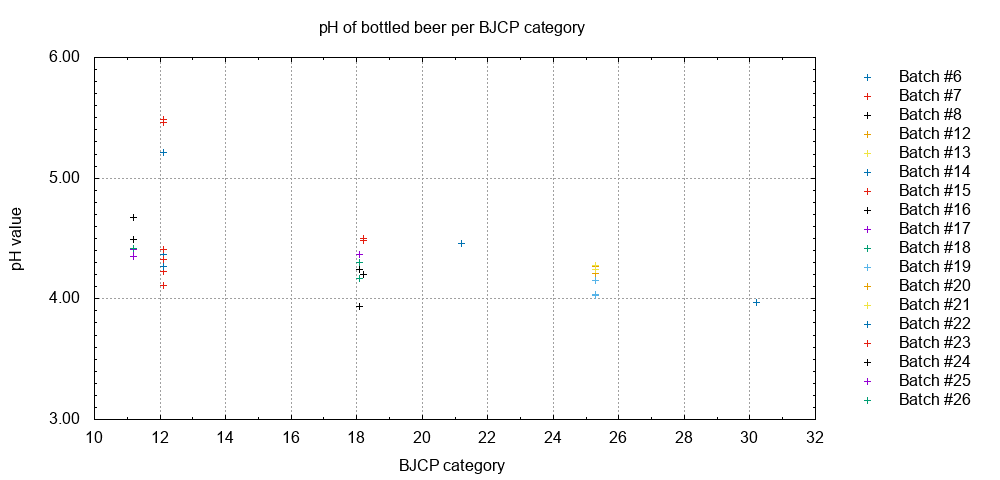 pH of bottled beer per BJCP category
6.00
5.00
4.00
3.00
pH value
10 12 14 16 18 20 22 24 26 28 30 32
BJCP category
Batch #6
Batch #7
Batch #8
Batch #12
Batch #13
Batch #14
Batch #15
Batch #16
Batch #17
Batch #18
Batch #19
Batch #20
Batch #21
Batch #22
Batch #23
Batch #24
Batch #25
Batch #26